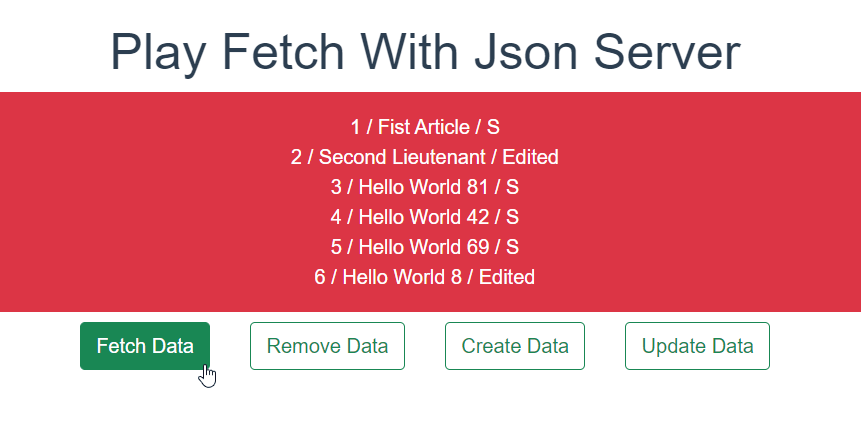 Play Fetch With Json Server
1 / Fist Article / S
2 / Second Lieutenant / Edited
3 / Hello World 81 / S
4 / Hello World 42 / S
5 / Hello World 69 / S
6 / Hello World 8 / Edited
Fetch Data Remove Data Create Data Update Data